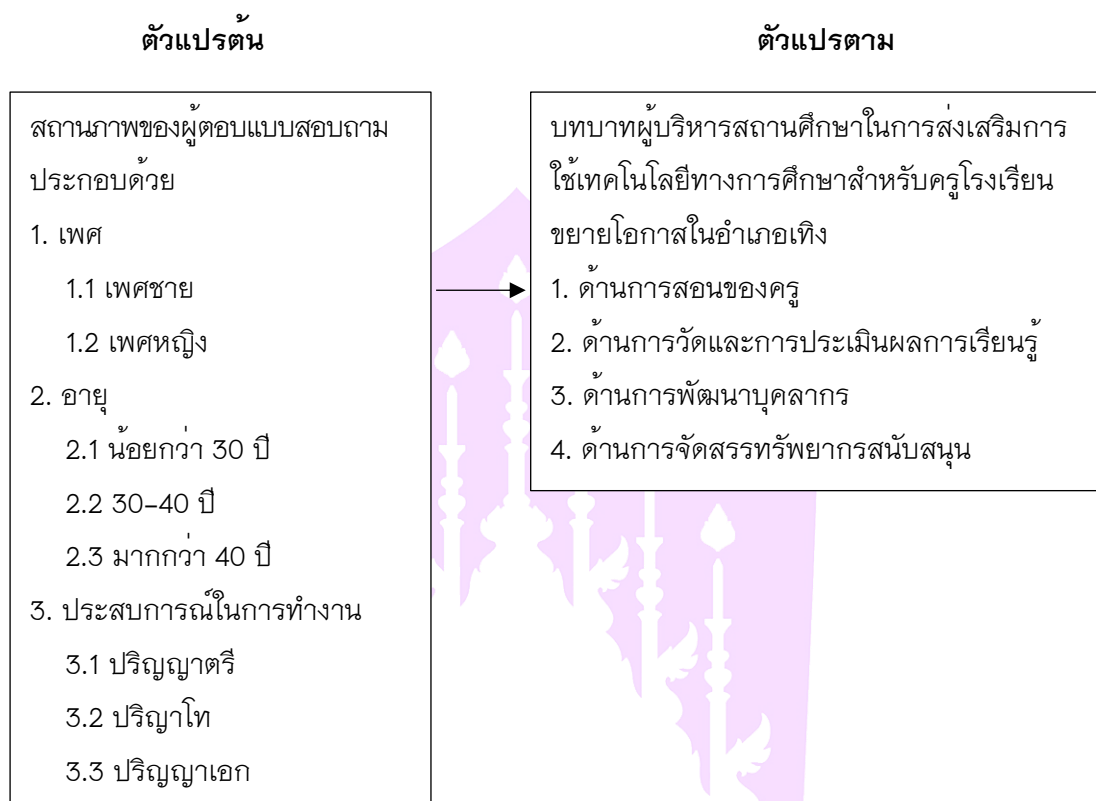 ตัวแปรต้น
สถานภาพของผู้ตอบแบบสอบถาม
ประกอบด้วย
1. เพศ
1.1 เพศชาย
1.2 เพศหญิง
2. อายุ
2.1 น้อยกว่า 30 ปี
2.2 30–40 ปี
2.3 มากกว่า 40 ปี
3. ประสบการณ์ในการทำงาน
3.1 ปริญญาตรี
3.2 ปริญาโท
3.3 ปริญญาเอก
ตัวแปรตาม
บทบาทผู้บริหารสถานศึกษาในการส่งเสริมการ
ใช้เทคโนโลยีทางการศึกษาสำหรับครูโรงเรียน
ขยายโอกาสในอำเภอเทิง
1. ด้านการสอนของครู
2. ด้านการวัดและการประเมินผลการเรียนรู้
3. ด้านการพัฒนาบุคลากร
4. ด้านการจัดสรรทรัพยากรสนับสนุน